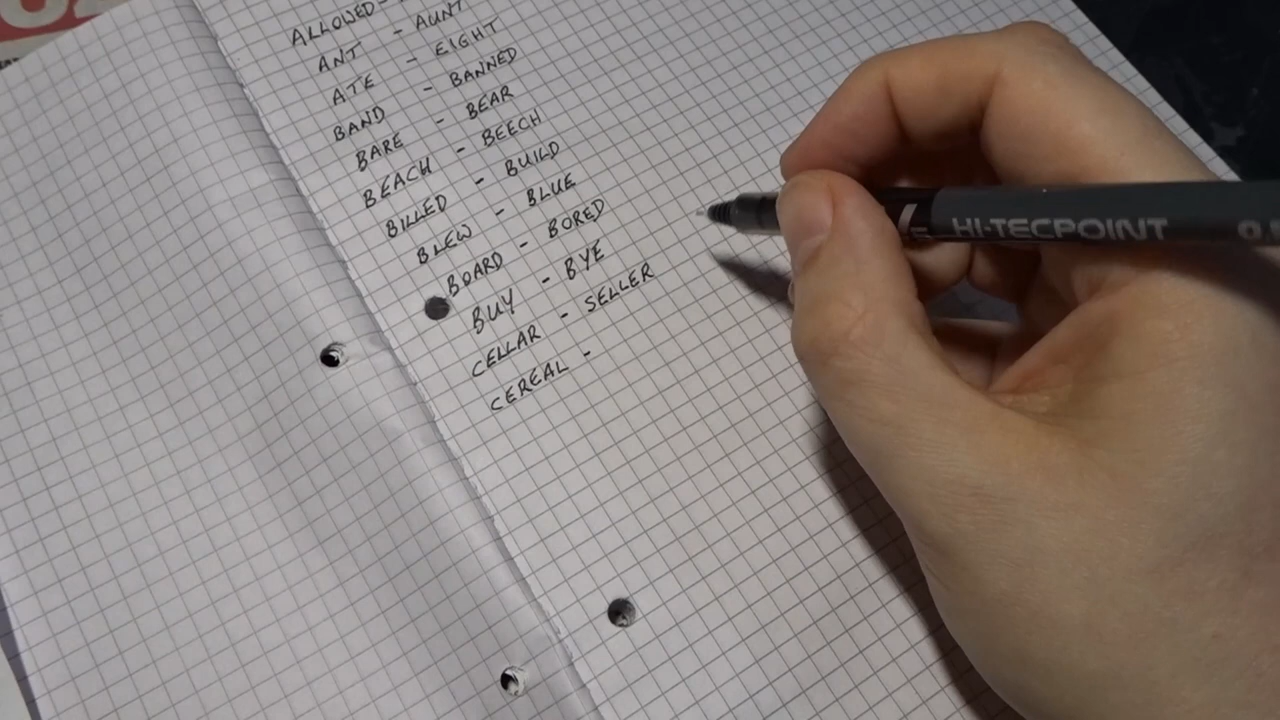 ALLOWED -
ANT - AUNT
ATE - EIGHT
BAND - BANNED
BARE - BEAR
BEACH - BEECH
BILLED - BUILD
BLEW - BLUE
BOARD - BORED
BUY - BYE
CELLAR - SELLER
CEREAL -
HI-TECPOINT